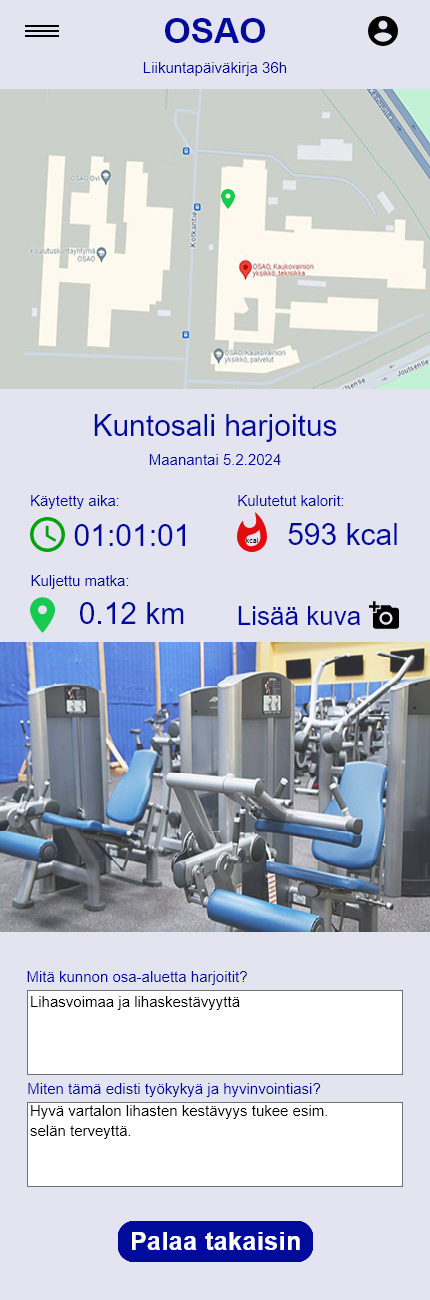 OSAO
Liikuntapäiväkirja 36h
OSAO Ovi
Koulutuskuntayhtymä
OSAO
Kotkantie
OSAO, Kaukovainion
yksikkö, tekniikka
OSAO, Kaukovainion
yksikkö, palvelut
Joutsentie
Joutsentie
Kuntosali harjoitus
Maanantai 5.2.2024
Käytetty aika:
Kulutetut kalorit:
01:01:01
kcal
593 kcal
Kuljettu matka:
0.12 km
Lisää kuva
Mitä kunnon osa-aluetta harjoitit?
Lihasvoimaa ja lihaskestävyyttä
Miten tämä edisti työkykyä ja hyvinvointiasi?
Hyvä vartalon lihasten kestävyys tukee esim.
selän terveyttä.
Palaa takaisin